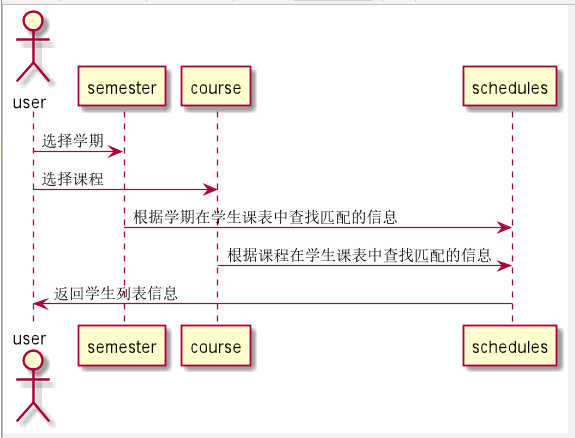 user
semester
course
schedules
选择学期
选择课程
根据学期在学生课表中查找匹配的信息
根据课程在学生课表中查找匹配的信息
返回学生列表信息
user
semester
course
schedules